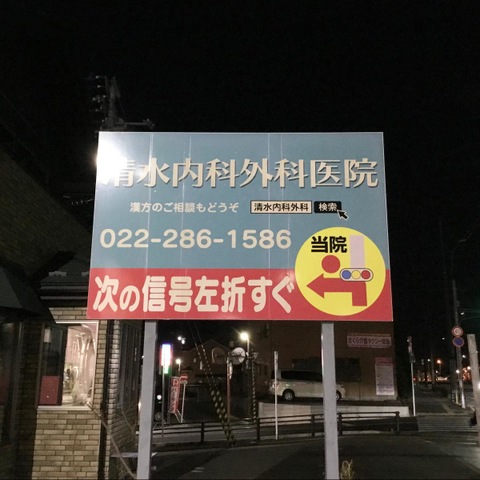 清水内科外科医院
漢方のご相談もどうぞ 清水内科外科 検索
022-286-1586
当院
次の信号左折すぐ